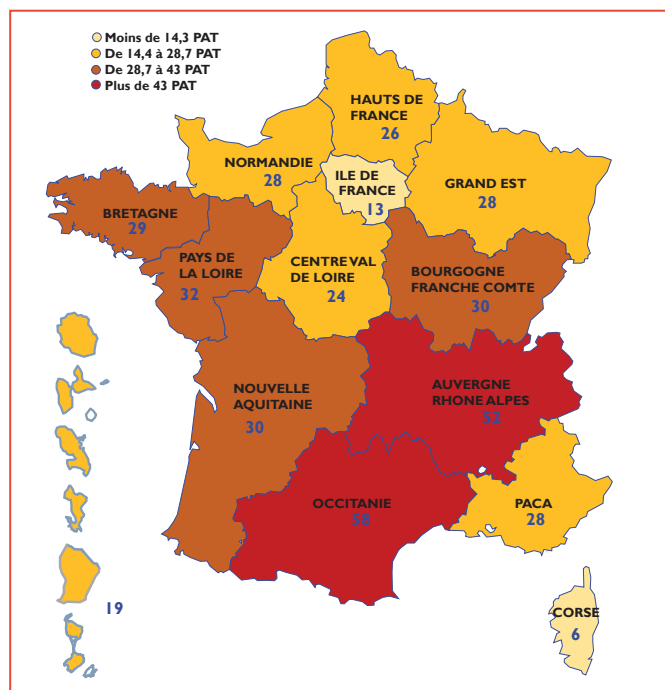 Moins de 14,3 PAT
De 14,4 à 28,7 PAT
De 28,7 à 43 PAT
Plus de 43 PAT
HAUTS DE
FRANCE
26
NORMANDIE
28
ILE DE
FRANCE
13
GRAND EST
28
BRETAGNE
29
PAYS DE
LA LOIRE
32
CENTRE VAL
DE LOIRE
24
BOURGOGNE
FRANCHE COMTE
30
NOUVELLE
AQUITAINE
30
AUVERGNE
RHONE ALPES
52
OCCITANIE
58
PACA
28
19
CORSE
6